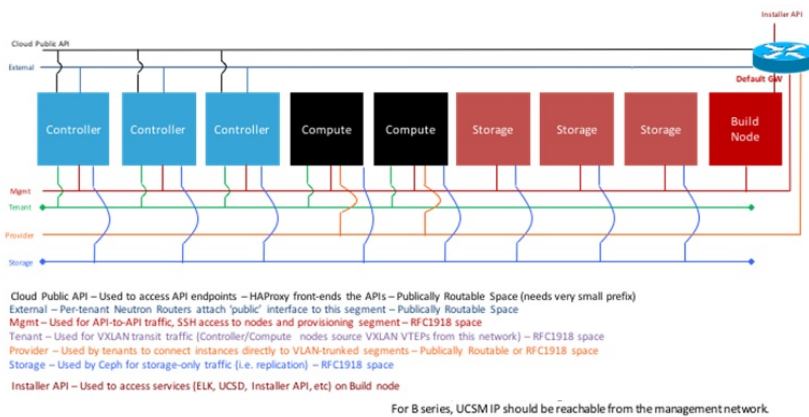 Installer API
Cloud Public API
External
Default GW
Controller
Controller
Controller
Compute
Compute
Storage
Storage
Storage
Build
Node
Mgmt
Tenant
Provider
Storage
Cloud Public API – Used to access API endpoints – HAProxy front-ends the APIs – Publically Routable Space (needs very small prefix)
External – Per-tenant Neutron Routers attach 'public' interface to this segment – Publically Routable Space
Mgmt – Used for API-to-API traffic, SSH access to nodes and provisioning segment – RFC1918 space
Tenant – Used for VXLAN transit traffic (Controller/Compute nodes source VXLAN VTEPs from this network) – RFC1918 space
Provider – Used by tenants to connect instances directly to VLAN-trunked segments – Publically Routable or RFC1918 space
Storage – Used by Ceph for storage-only traffic (i.e. replication) – RFC1918 space
Installer API – Used to access services (ELK, UCSD, Installer API, etc) on Build node
For B series, UCSM IP should be reachable from the management network.